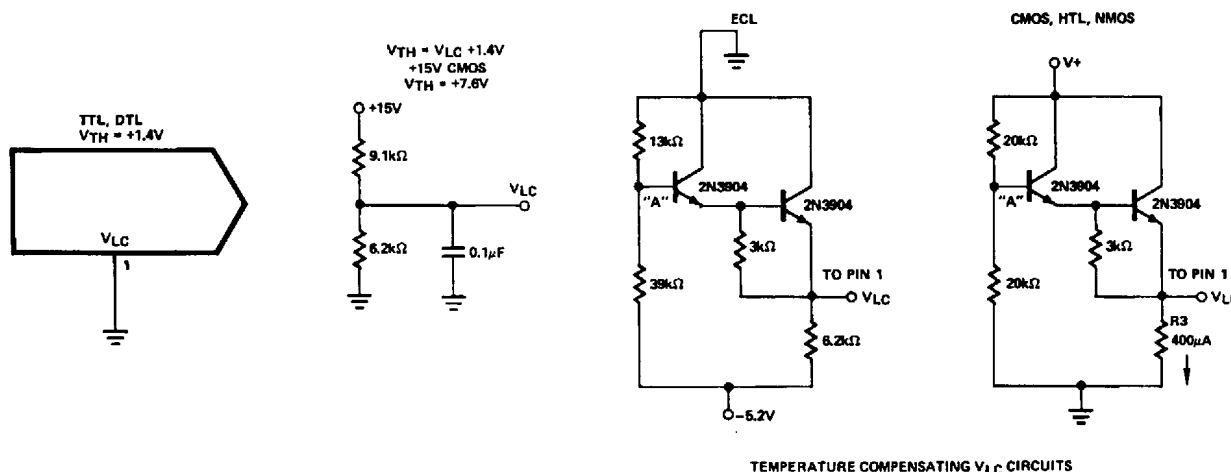 TTL, DTL
VTH = +1.4V
VLC
1
VTH = VLC +1.4V
+15V CMOS
VTH = +7.6V
+15V
9.1kΩ
VLC
6.2kΩ
0.1μF
ECL
13kΩ
2N3904
"A"
2N3904
3kΩ
39kΩ
TO PIN 1
VLC
6.2kΩ
–5.2V
CMOS, HTL, NMOS
V+
20kΩ
2N3904
"A"
2N3904
3kΩ
20kΩ
TO PIN 1
VLC
R3
400μA
TEMPERATURE COMPENSATING VLC CIRCUITS